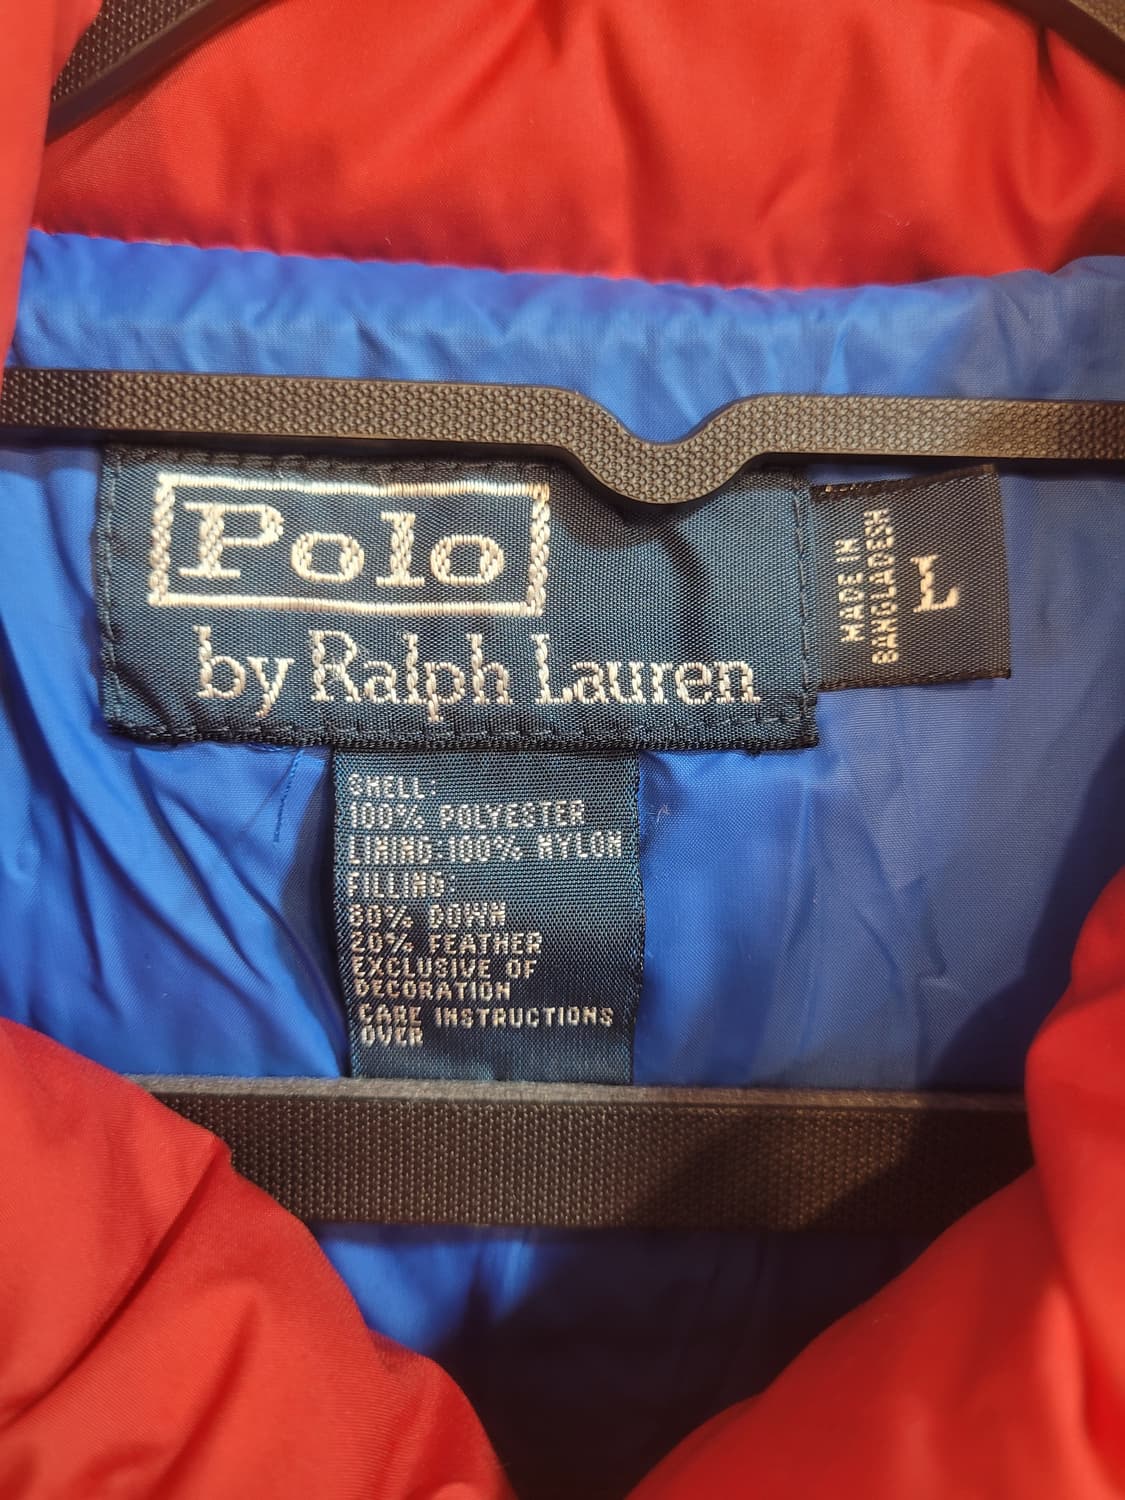 Polo
by Ralph Lauren
MADE IN
BANGLADESH
L
SHELL:
100% POLYESTER
LINING:100% NYLON
FILLING:
80% DOWN
20% FEATHER
EXCLUSIVE OF
DECORATION
CARE INSTRUCTIONS
OVER